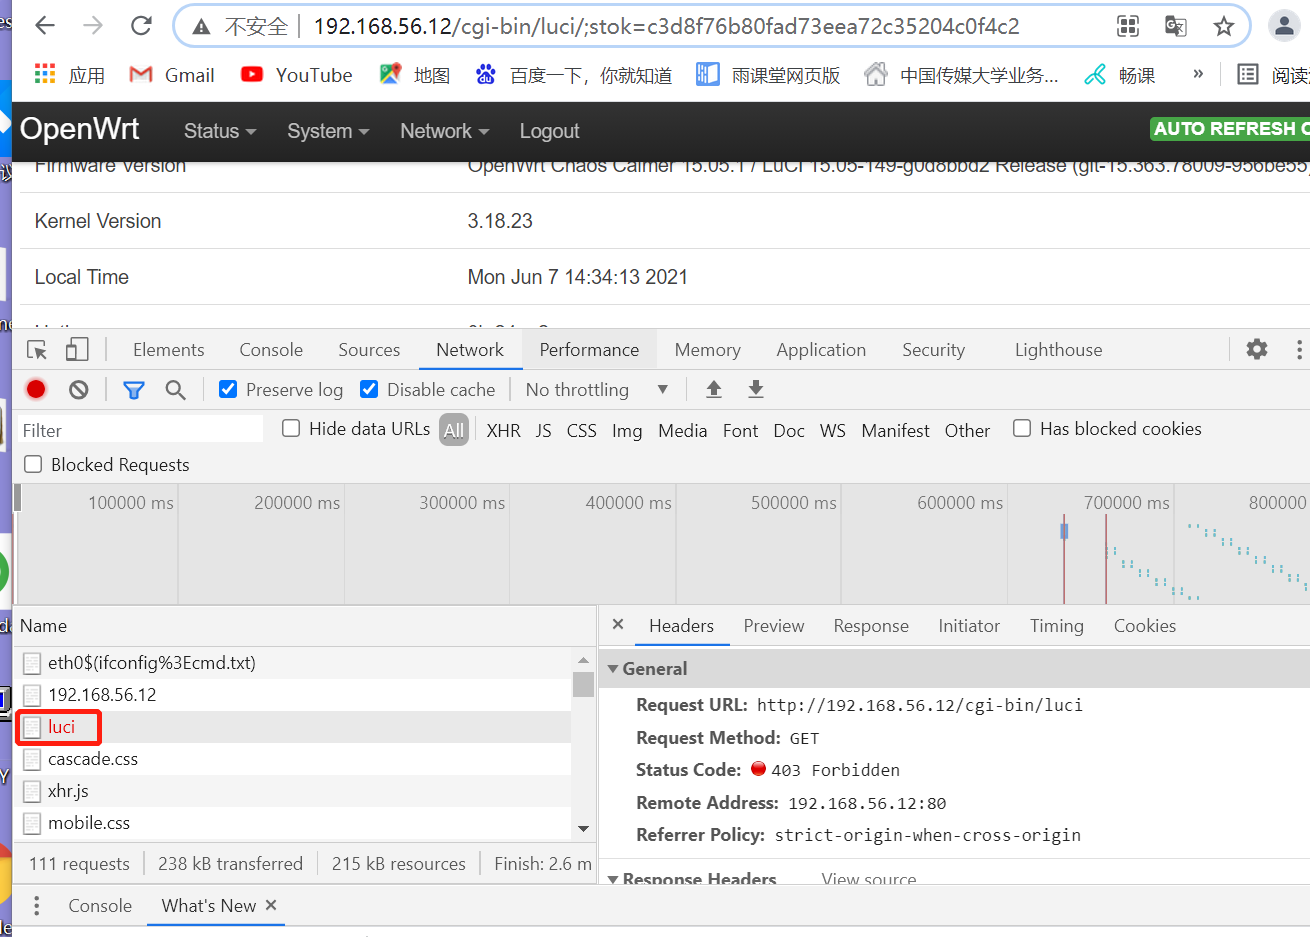 不安全 192.168.56.12/cgi-bin/luci/;stok=c3d8f76b80fad73eea72c35204c0f4c2
应用 Gmail YouTube 地图 百度一下，你就知道 雨课堂网页版 中国传媒大学业务... 畅课 » 阅读
OpenWrt Status System Network Logout AUTO REFRESH
Firmware Version OpenWrt Chaos Calmer 15.05.1 / LuCI 15.05-149-g0d8bbd2 Release (git-15.363.78009-956be55)
Kernel Version 3.18.23
Local Time Mon Jun 7 14:34:13 2021
Elements Console Sources Network Performance Memory Application Security Lighthouse
Preserve log Disable cache No throttling
Filter Hide data URLs All XHR JS CSS Img Media Font Doc WS Manifest Other Has blocked cookies
Blocked Requests
100000 ms 200000 ms 300000 ms 400000 ms 500000 ms 600000 ms 700000 ms 800000
Name
eth0$(ifconfig%3Ecmd.txt)
192.168.56.12
luci
cascade.css
xhr.js
mobile.css
111 requests 238 kB transferred 215 kB resources Finish: 2.6 m
Headers Preview Response Initiator Timing Cookies
General
Request URL: http://192.168.56.12/cgi-bin/luci
Request Method: GET
Status Code: 403 Forbidden
Remote Address: 192.168.56.12:80
Referrer Policy: strict-origin-when-cross-origin
Response Headers View source
Console What's New